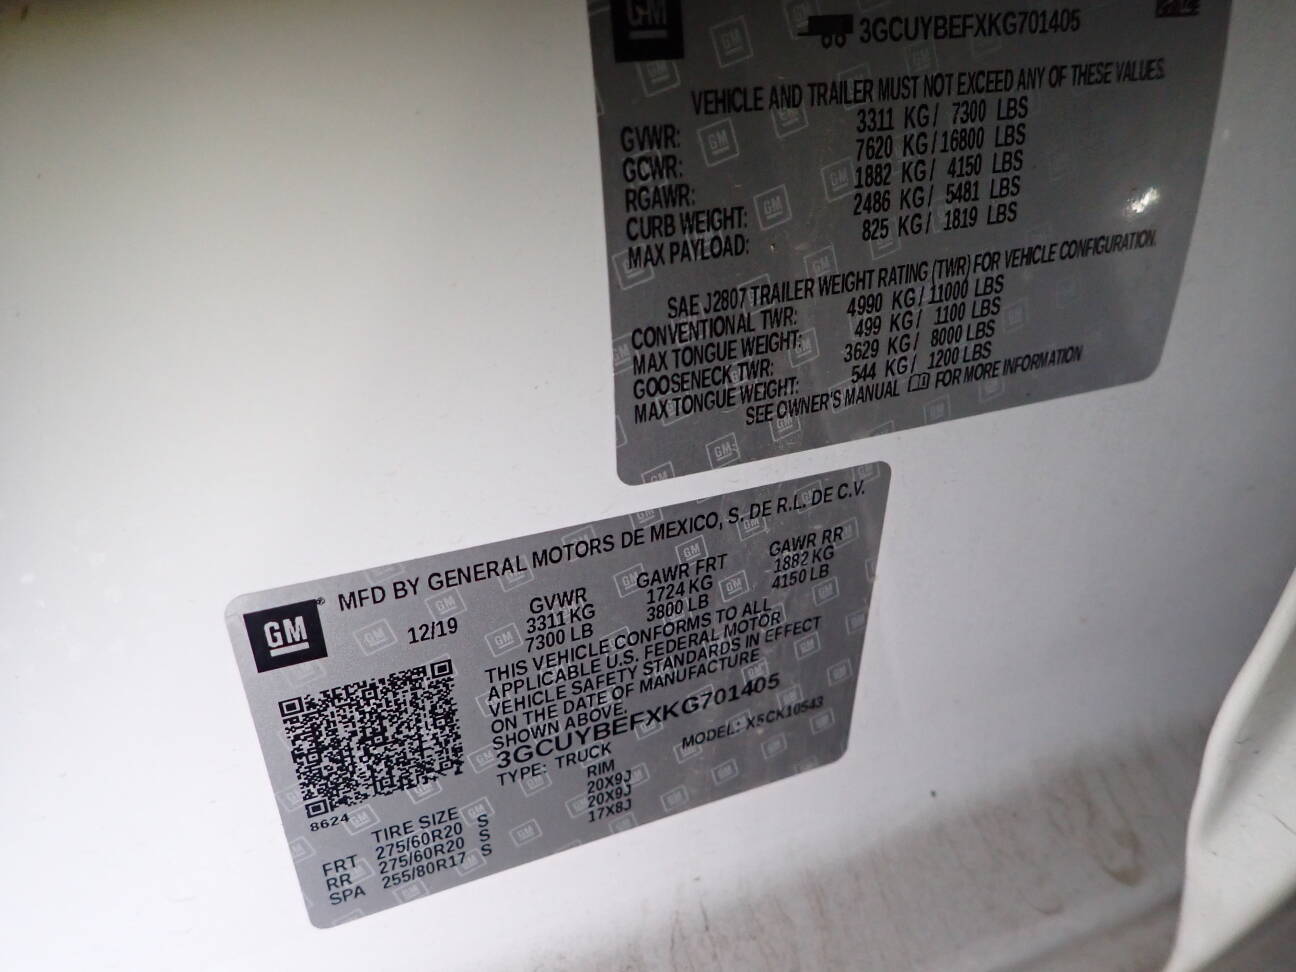 GM
3GCUYBEFXKG701405
VEHICLE AND TRAILER MUST NOT EXCEED ANY OF THESE VALUES.
GVWR: 3311 KG / 7300 LBS
GCWR: 7620 KG / 16800 LBS
RGAWR: 1882 KG / 4150 LBS
CURB WEIGHT: 2486 KG / 5481 LBS
MAX PAYLOAD: 825 KG / 1819 LBS
SAE J2807 TRAILER WEIGHT RATING (TWR) FOR VEHICLE CONFIGURATION.
CONVENTIONAL TWR: 4990 KG / 11000 LBS
MAX TONGUE WEIGHT: 499 KG / 1100 LBS
GOOSENECK TWR: 3629 KG / 8000 LBS
MAX TONGUE WEIGHT: 544 KG / 1200 LBS
SEE OWNER'S MANUAL FOR MORE INFORMATION
GM®
MFD BY GENERAL MOTORS DE MEXICO, S. DE R.L. DE C.V.
12/19 GVWR GAWR FRT GAWR RR
3311 KG 1724 KG 1882 KG
7300 LB 3800 LB 4150 LB
THIS VEHICLE CONFORMS TO ALL
APPLICABLE U.S. FEDERAL MOTOR
VEHICLE SAFETY STANDARDS IN EFFECT
ON THE DATE OF MANUFACTURE
SHOWN ABOVE.
3GCUYBEFXKG701405
TYPE: TRUCK MODEL: X5CK10543
8624
TIRE SIZE RIM
FRT 275/60R20 S 20X9J
RR 275/60R20 S 20X9J
SPA 255/80R17 S 17X8J